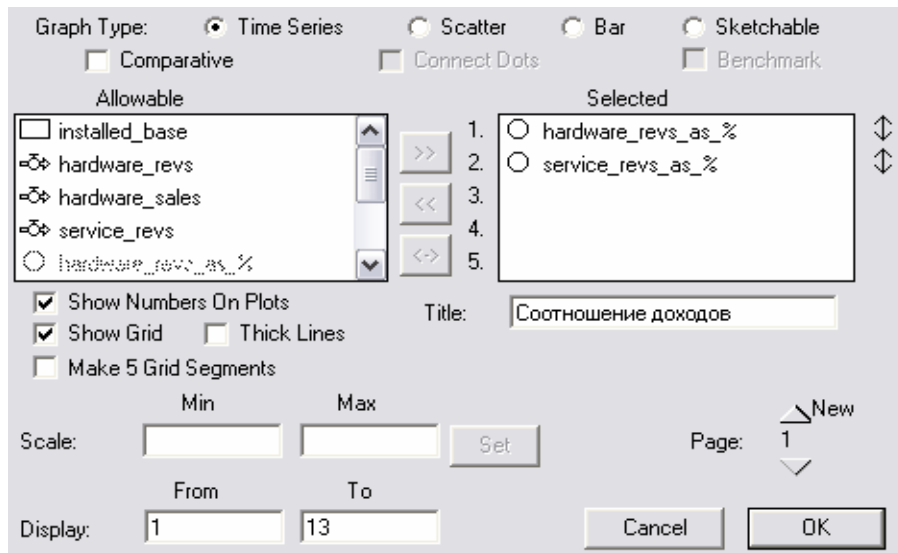 Graph Type: Time Series Scatter Bar Sketchable
Comparative Connect Dots Benchmark
Allowable Selected
installed_base
hardware_revs
hardware_sales
service_revs
hardware_revs_as_%
>>
<<
<->
1. hardware_revs_as_%
2. service_revs_as_%
3.
4.
5.
Show Numbers On Plots
Show Grid Thick Lines
Make 5 Grid Segments
Title: Соотношение доходов
Min Max
Scale: Set
Page: 1 New
From To
Display: 1 13
Cancel OK